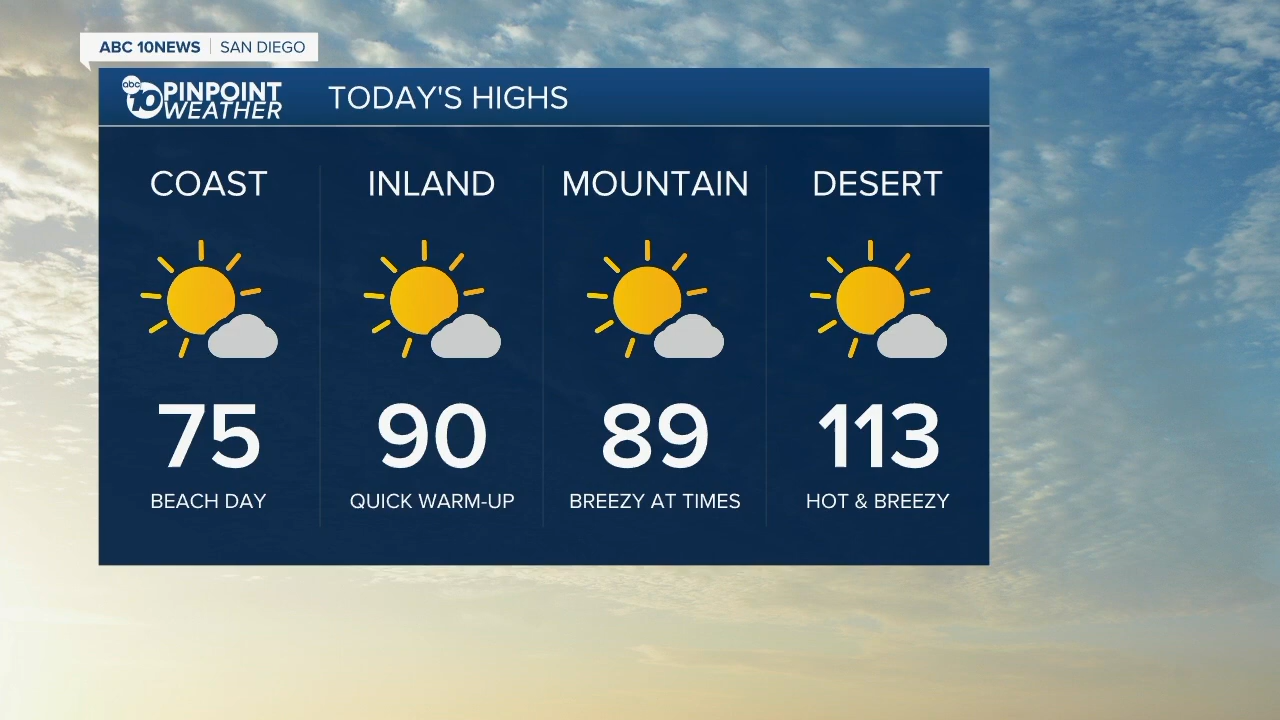 ABC 10NEWS | SAN DIEGO
abc 10 PINPOINT WEATHER
TODAY'S HIGHS
COAST
75
BEACH DAY
INLAND
90
QUICK WARM-UP
MOUNTAIN
89
BREEZY AT TIMES
DESERT
113
HOT & BREEZY